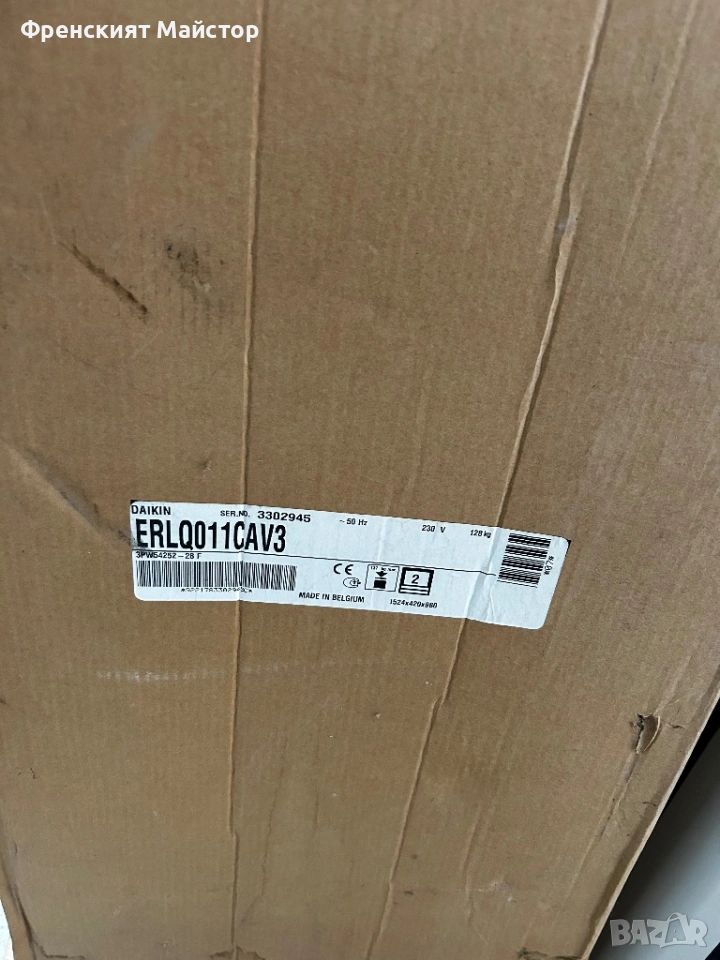 Френският Майстор
DAIKIN SER.NO. 3302945 ~50 Hz 230 V 128 kg
ERLQ011CAV3
3PW54252-28 F
2
MADE IN BELGIUM 1524x420x980
BAZAR